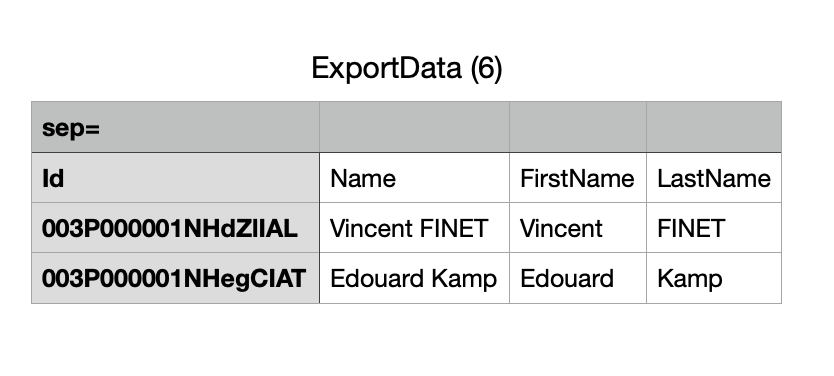 ExportData (6)
sep=
Id Name FirstName LastName
003P000001NHdZIIAL Vincent FINET Vincent FINET
003P000001NHegCIAT Edouard Kamp Edouard Kamp